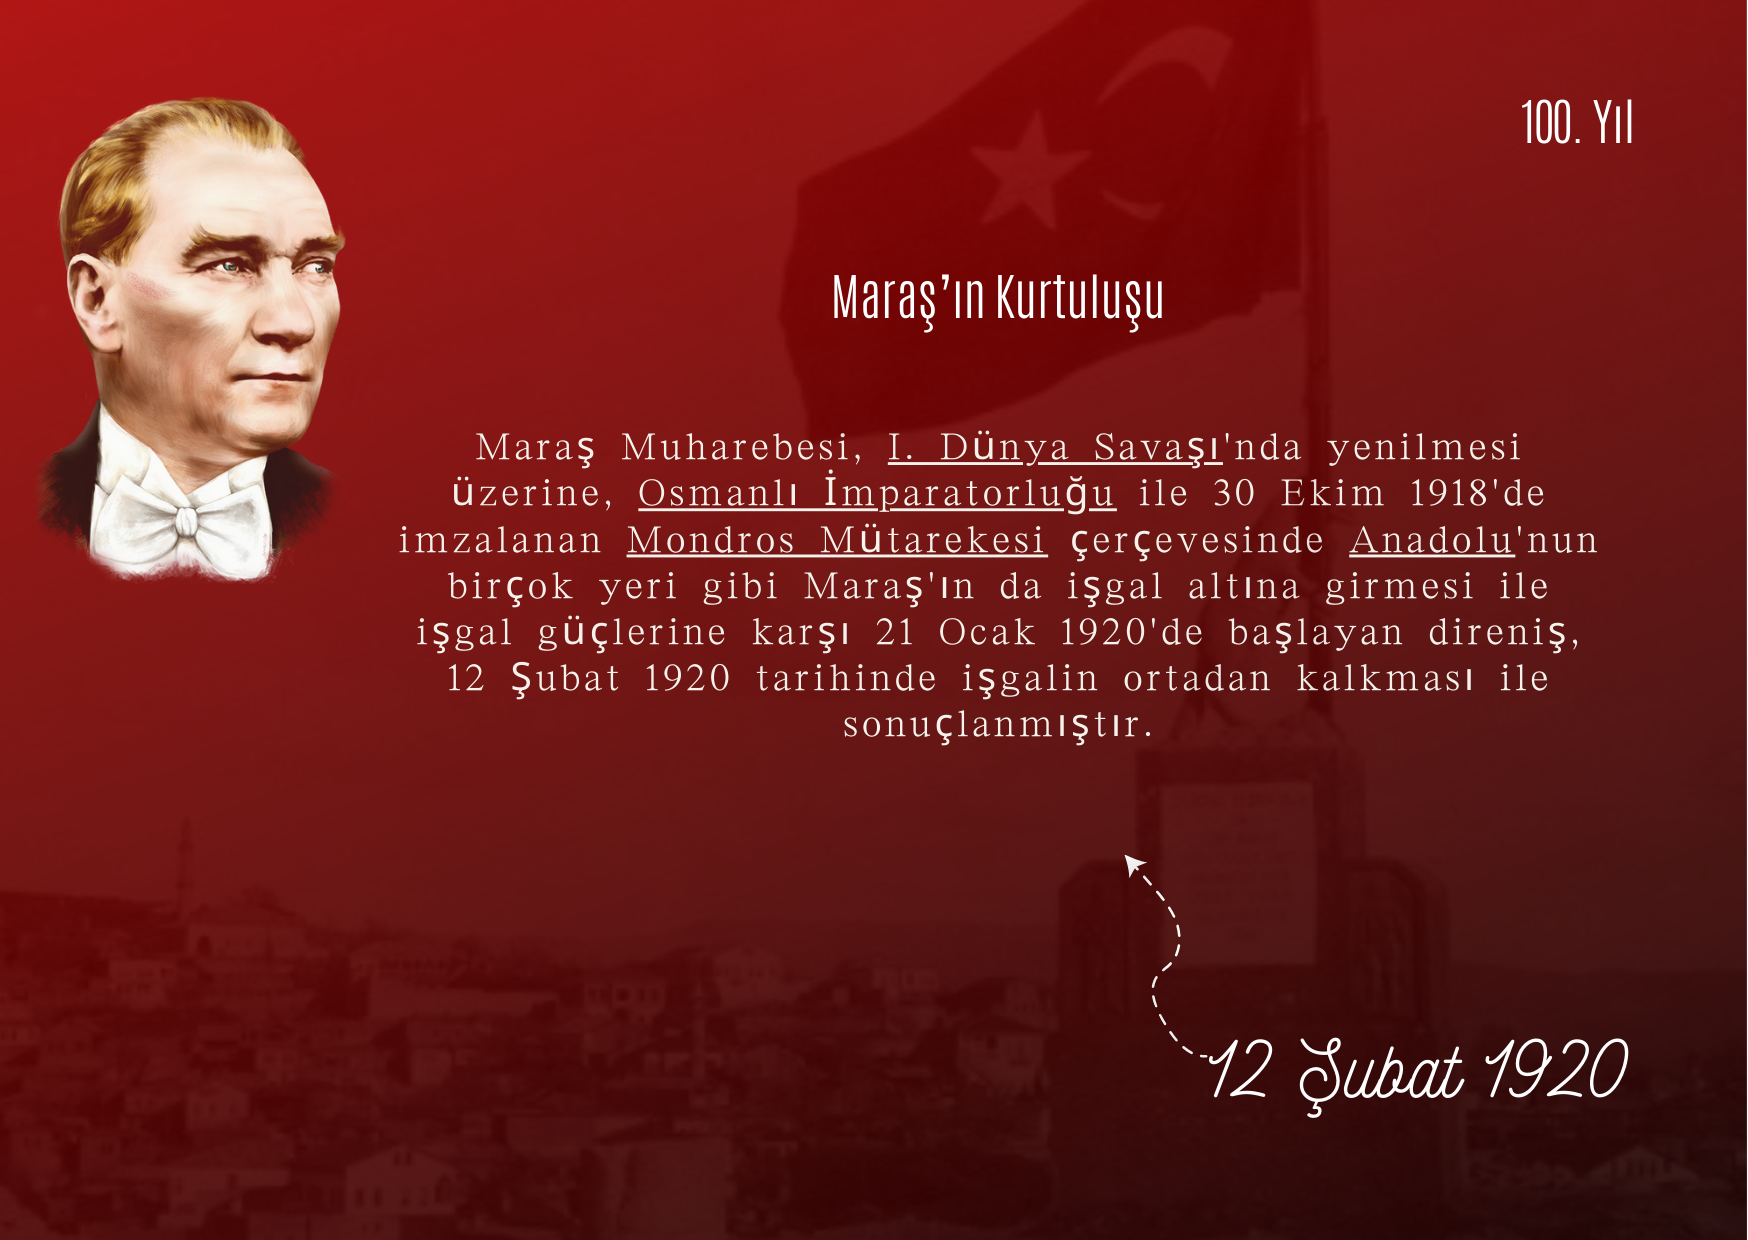 100. Yıl
Maraş’ın Kurtuluşu
Maraş Muharebesi, I. Dünya Savaşı'nda yenilmesi
üzerine, Osmanlı İmparatorluğu ile 30 Ekim 1918'de
imzalanan Mondros Mütarekesi çerçevesinde Anadolu'nun
birçok yeri gibi Maraş'ın da işgal altına girmesi ile
işgal güçlerine karşı 21 Ocak 1920'de başlayan direniş,
12 Şubat 1920 tarihinde işgalin ortadan kalkması ile
sonuçlanmıştır.
12 Şubat 1920